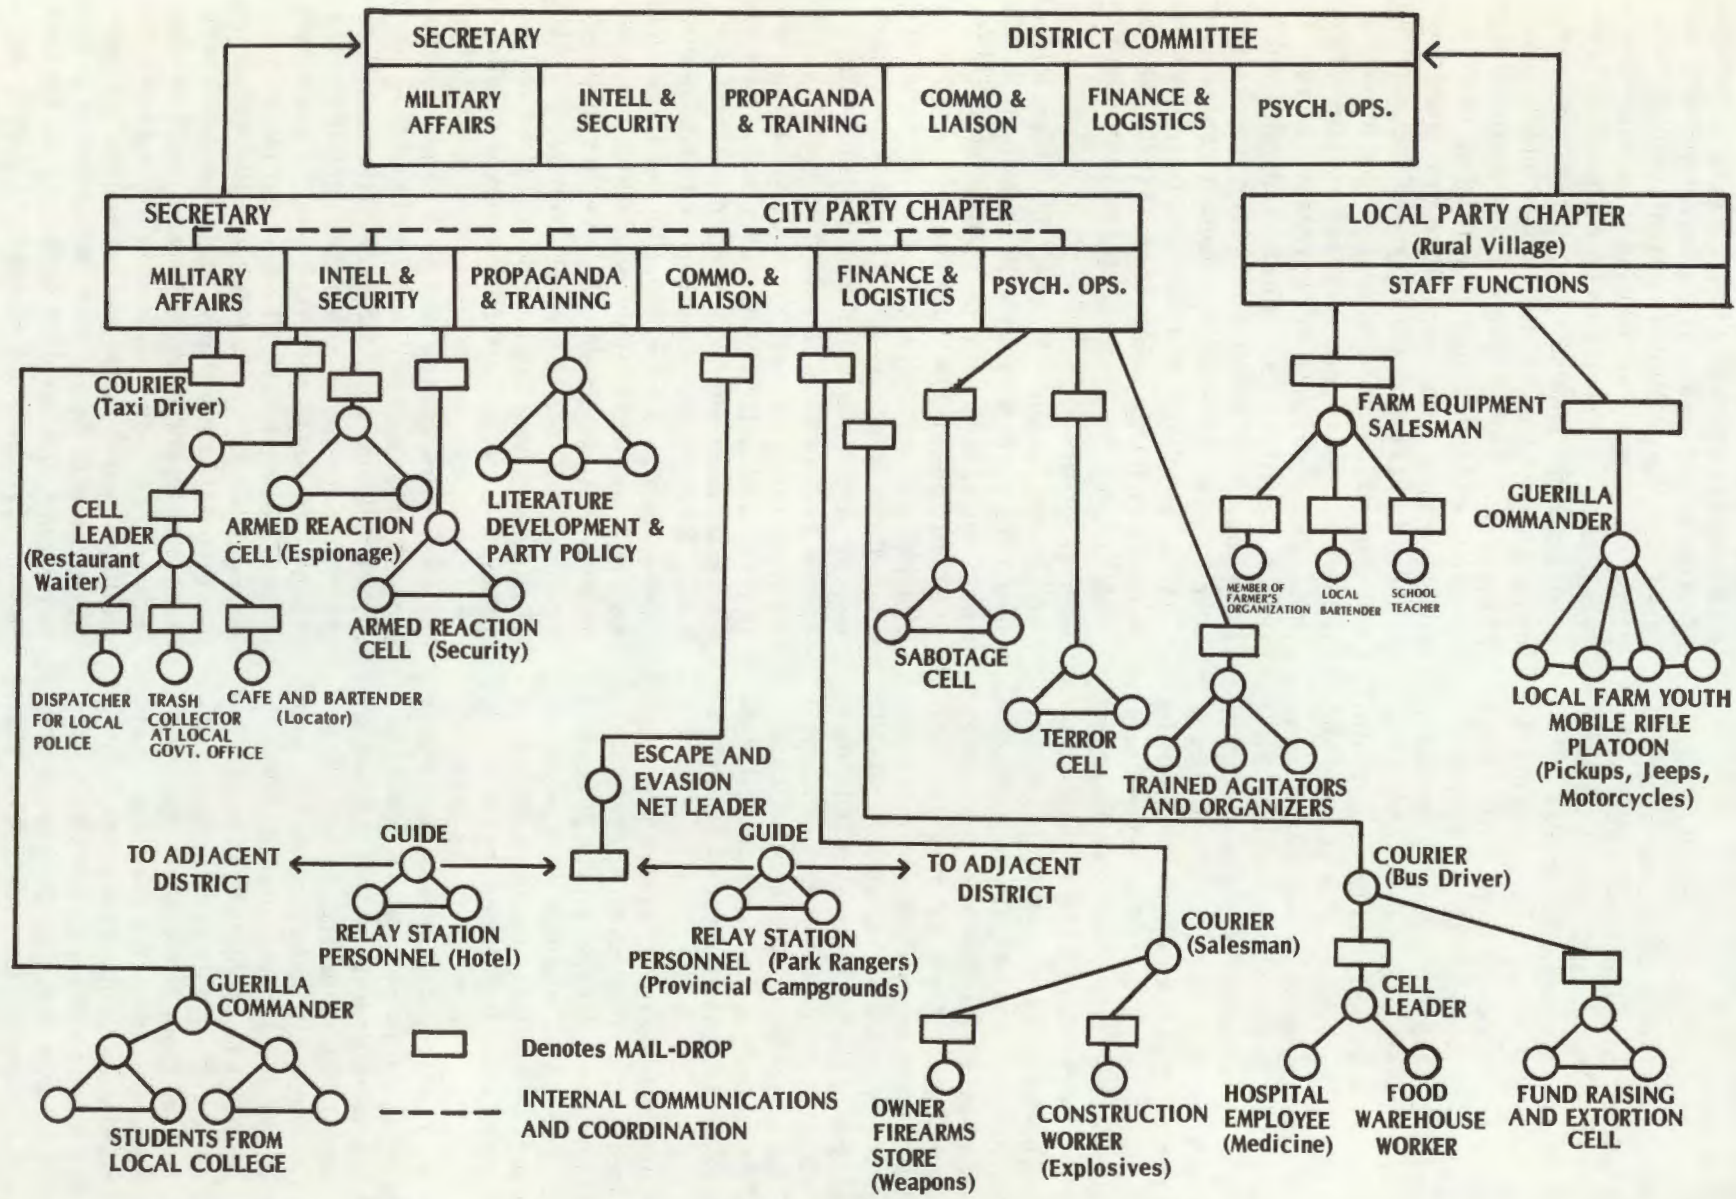 SECRETARY
DISTRICT COMMITTEE
MILITARY
AFFAIRS
INTELL &
SECURITY
PROPAGANDA
& TRAINING
COMMO &
LIAISON
FINANCE &
LOGISTICS
PSYCH. OPS.
SECRETARY
CITY PARTY CHAPTER
MILITARY
AFFAIRS
INTELL &
SECURITY
PROPAGANDA
& TRAINING
COMMO. &
LIAISON
FINANCE &
LOGISTICS
PSYCH. OPS.
LOCAL PARTY CHAPTER
(Rural Village)
STAFF FUNCTIONS
COURIER
(Taxi Driver)
CELL
LEADER
(Restaurant
Waiter)
DISPATCHER
FOR LOCAL
POLICE
TRASH
COLLECTOR
AT LOCAL
GOVT. OFFICE
CAFE AND BARTENDER
(Locator)
ARMED REACTION
CELL (Espionage)
ARMED REACTION
CELL (Security)
LITERATURE
DEVELOPMENT &
PARTY POLICY
SABOTAGE
CELL
TERROR
CELL
TRAINED AGITATORS
AND ORGANIZERS
FARM EQUIPMENT
SALESMAN
MEMBER OF
FARMER'S
ORGANIZATION
LOCAL
BARTENDER
SCHOOL
TEACHER
GUERILLA
COMMANDER
LOCAL FARM YOUTH
MOBILE RIFLE
PLATOON
(Pickups, Jeeps,
Motorcycles)
ESCAPE AND
EVASION
NET LEADER
TO ADJACENT
DISTRICT
GUIDE
RELAY STATION
PERSONNEL (Hotel)
GUIDE
RELAY STATION
PERSONNEL (Park Rangers)
(Provincial Campgrounds)
TO ADJACENT
DISTRICT
COURIER
(Salesman)
COURIER
(Bus Driver)
GUERILLA
COMMANDER
STUDENTS FROM
LOCAL COLLEGE
Denotes MAIL-DROP
INTERNAL COMMUNICATIONS
AND COORDINATION
OWNER
FIREARMS
STORE
(Weapons)
CONSTRUCTION
WORKER
(Explosives)
CELL
LEADER
HOSPITAL
EMPLOYEE
(Medicine)
FOOD
WAREHOUSE
WORKER
FUND RAISING
AND EXTORTION
CELL